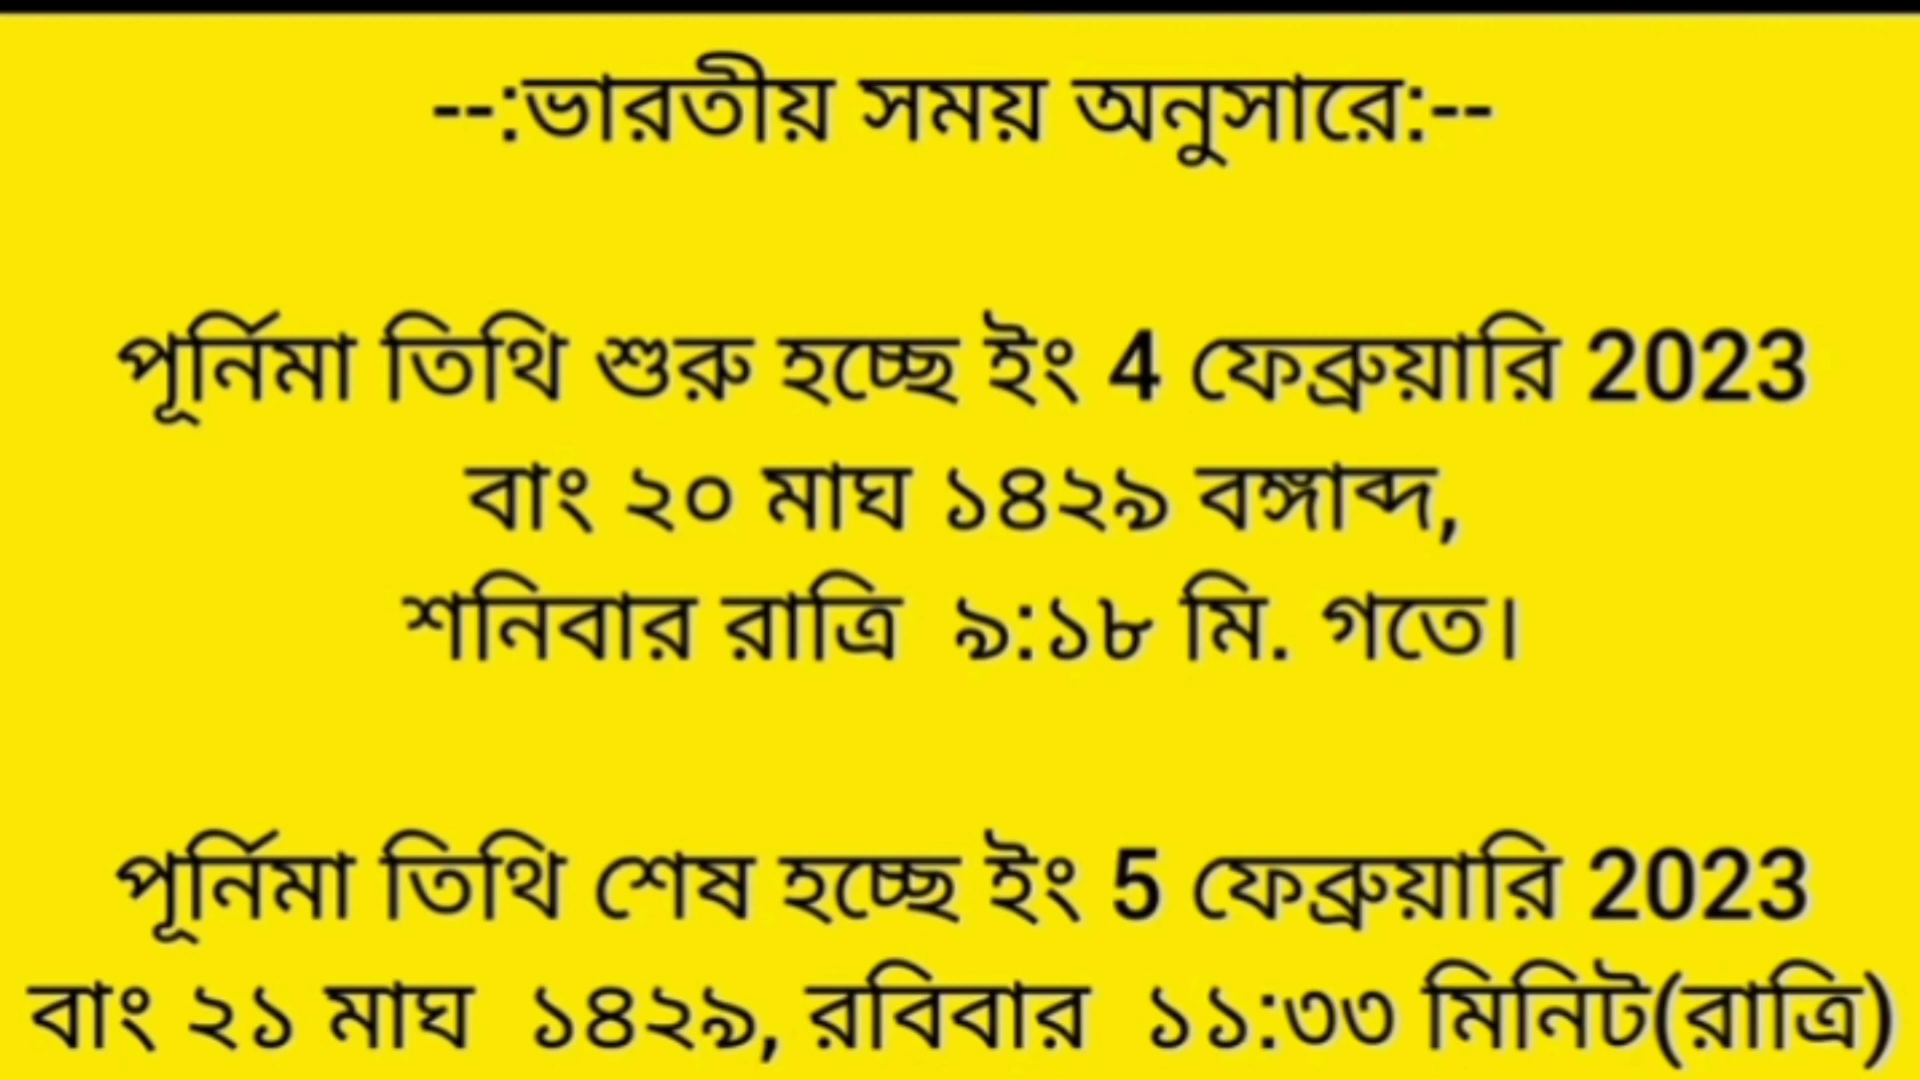 --:ভারতীয় সময় অনুসারে:--
পূর্নিমা তিথি শুরু হচ্ছে ইং 4 ফেব্রুয়ারি 2023
বাং ২০ মাঘ ১৪২৯ বঙ্গাব্দ,
শনিবার রাত্রি ৯:১৮ মি. গতে।
পূর্নিমা তিথি শেষ হচ্ছে ইং 5 ফেব্রুয়ারি 2023
বাং ২১ মাঘ ১৪২৯, রবিবার ১১:৩৩ মিনিট(রাত্রি)